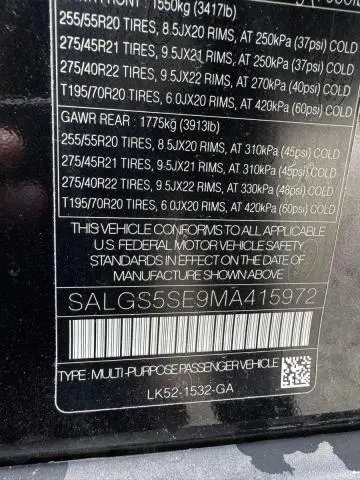 1550kg (3417lb)
255/55R20 TIRES, 8.5JX20 RIMS, AT 250kPa (37psi) COLD
275/45R21 TIRES, 9.5JX21 RIMS, AT 250kPa (37psi) COLD
275/40R22 TIRES, 9.5JX22 RIMS, AT 270kPa (40psi) COLD
T195/70R20 TIRES, 6.0JX20 RIMS, AT 420kPa (60psi) COLD
GAWR REAR : 1775kg (3913lb)
255/55R20 TIRES, 8.5JX20 RIMS, AT 310kPa (45psi) COLD
275/45R21 TIRES, 9.5JX21 RIMS, AT 310kPa (45psi) COLD
275/40R22 TIRES, 9.5JX22 RIMS, AT 330kPa (48psi) COLD
T195/70R20 TIRES, 6.0JX20 RIMS, AT 420kPa (60psi) COLD
THIS VEHICLE CONFORMS TO ALL APPLICABLE
U.S. FEDERAL MOTOR VEHICLE SAFETY
STANDARDS IN EFFECT ON THE DATE OF
MANUFACTURE SHOWN ABOVE.
SALGS5SE9MA415972
TYPE: MULTI-PURPOSE PASSENGER VEHICLE
LK52-1532-GA